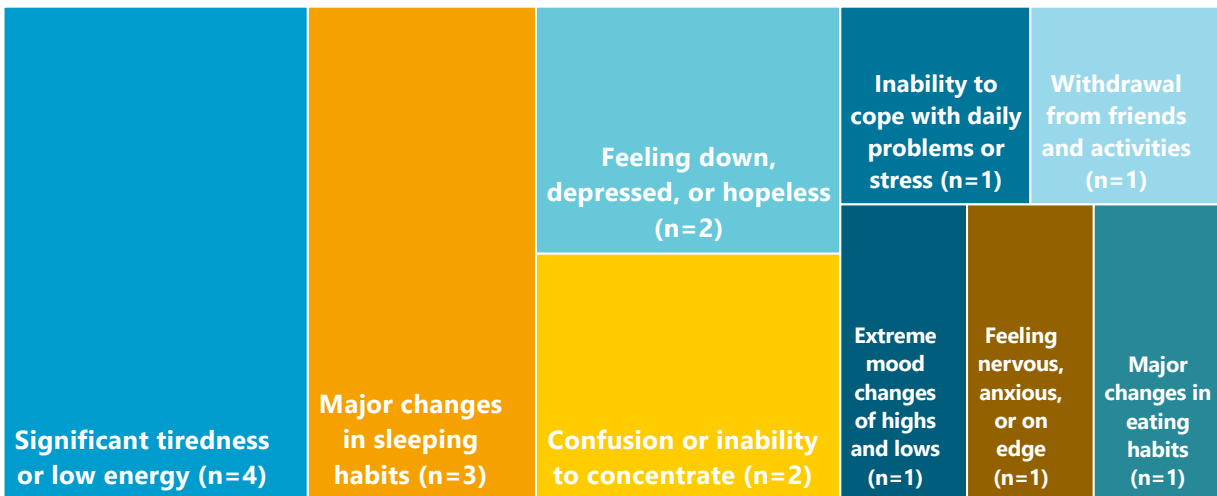 Significant tiredness
or low energy (n=4)
Major changes
in sleeping
habits (n=3)
Feeling down,
depressed, or hopeless
(n=2)
Confusion or inability
to concentrate (n=2)
Inability to
cope with daily
problems or
stress (n=1)
Withdrawal
from friends
and activities
(n=1)
Extreme
mood
changes
of highs
and lows
(n=1)
Feeling
nervous,
anxious,
or on
edge
(n=1)
Major
changes in
eating
habits
(n=1)